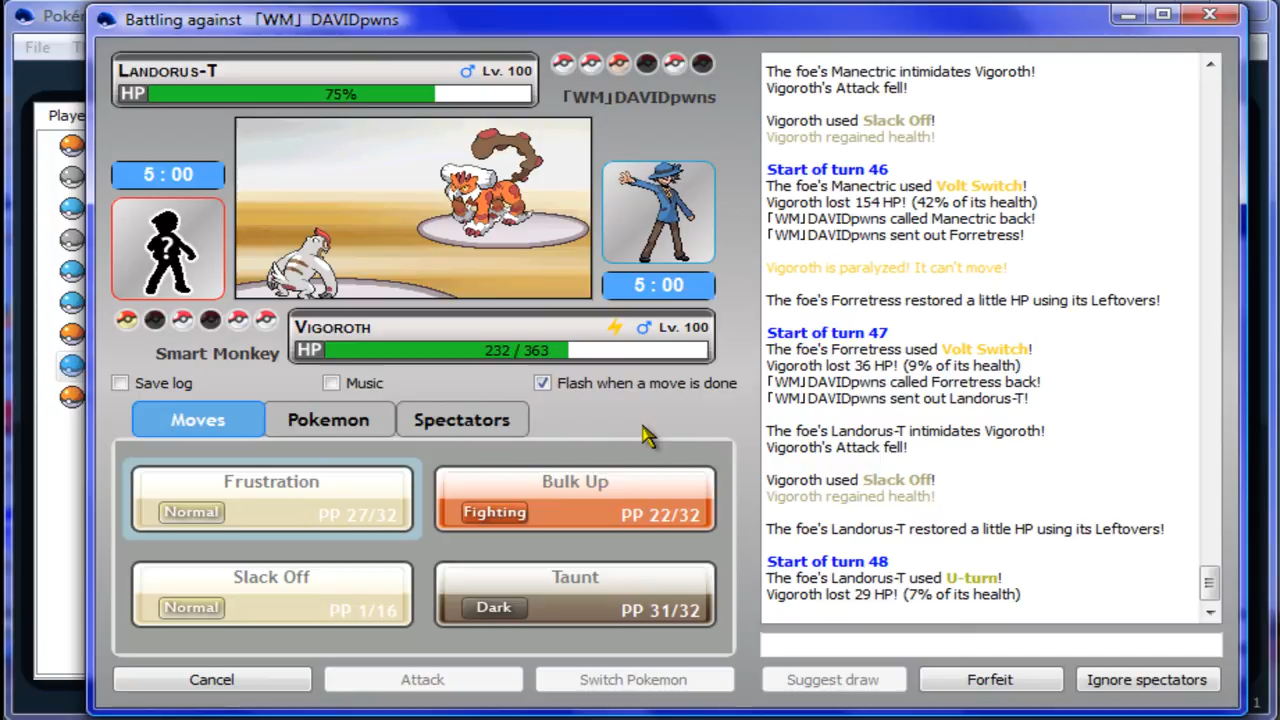 Poké
Battling against 「WM」DAVIDpwns
File
Playe
LANDORUS-T ♂ Lv. 100
HP 75%
「WM」DAVIDpwns
5 : 00
5 : 00
?
VIGOROTH ♂ Lv. 100
HP 232 / 363
Smart Monkey
Save log
Music
Flash when a move is done
Moves
Pokemon
Spectators
Frustration
Normal PP 27/32
Bulk Up
Fighting PP 22/32
Slack Off
Normal PP 1/16
Taunt
Dark PP 31/32
Cancel
Attack
Switch Pokemon
The foe's Manectric intimidates Vigoroth!
Vigoroth's Attack fell!
Vigoroth used Slack Off!
Vigoroth regained health!
Start of turn 46
The foe's Manectric used Volt Switch!
Vigoroth lost 154 HP! (42% of its health)
「WM」DAVIDpwns called Manectric back!
「WM」DAVIDpwns sent out Forretress!
Vigoroth is paralyzed! It can't move!
The foe's Forretress restored a little HP using its Leftovers!
Start of turn 47
The foe's Forretress used Volt Switch!
Vigoroth lost 36 HP! (9% of its health)
「WM」DAVIDpwns called Forretress back!
「WM」DAVIDpwns sent out Landorus-T!
The foe's Landorus-T intimidates Vigoroth!
Vigoroth's Attack fell!
Vigoroth used Slack Off!
Vigoroth regained health!
The foe's Landorus-T restored a little HP using its Leftovers!
Start of turn 48
The foe's Landorus-T used U-turn!
Vigoroth lost 29 HP! (7% of its health)
Suggest draw
Forfeit
Ignore spectators
1